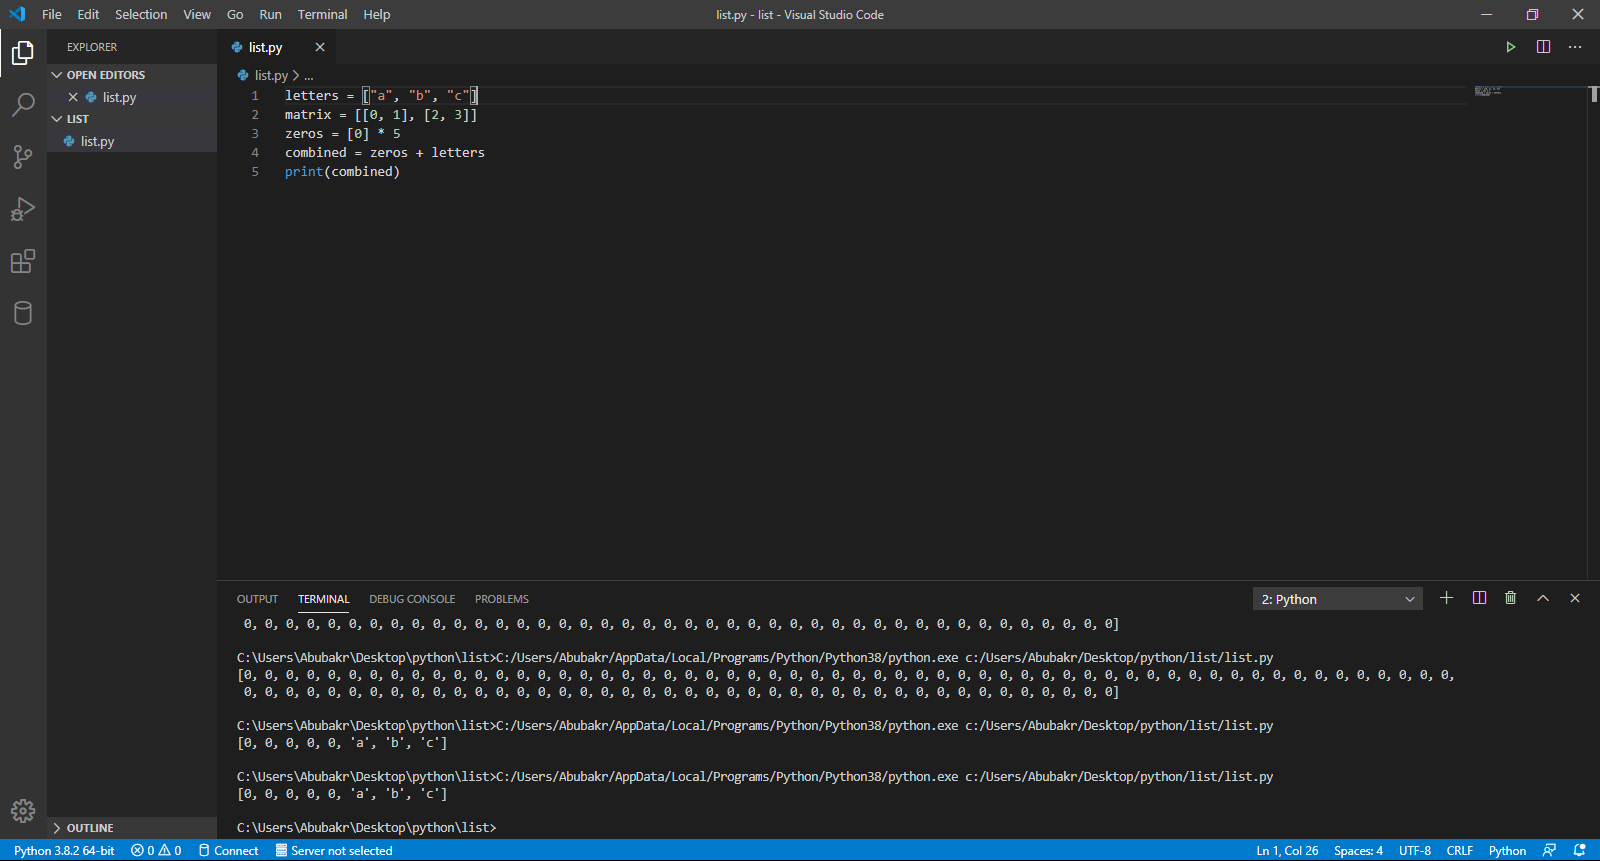 File Edit Selection View Go Run Terminal Help
list.py - list - Visual Studio Code
EXPLORER
OPEN EDITORS
list.py
LIST
list.py
OUTLINE
list.py
list.py > ...
1 letters = ["a", "b", "c"]
2 matrix = [[0, 1], [2, 3]]
3 zeros = [0] * 5
4 combined = zeros + letters
5 print(combined)
OUTPUT TERMINAL DEBUG CONSOLE PROBLEMS
2: Python
0, 0, 0, 0, 0, 0, 0, 0, 0, 0, 0, 0, 0, 0, 0, 0, 0, 0, 0, 0, 0, 0, 0, 0, 0, 0, 0, 0, 0, 0, 0, 0, 0, 0, 0, 0, 0, 0, 0, 0, 0, 0]
C:\Users\Abubakr\Desktop\python\list>C:/Users/Abubakr/AppData/Local/Programs/Python/Python38/python.exe c:/Users/Abubakr/Desktop/python/list/list.py
[0, 0, 0, 0, 0, 0, 0, 0, 0, 0, 0, 0, 0, 0, 0, 0, 0, 0, 0, 0, 0, 0, 0, 0, 0, 0, 0, 0, 0, 0, 0, 0, 0, 0, 0, 0, 0, 0, 0, 0, 0, 0, 0, 0, 0, 0, 0, 0, 0, 0, 0, 0, 0, 0, 0, 0, 0, 0,
0, 0, 0, 0, 0, 0, 0, 0, 0, 0, 0, 0, 0, 0, 0, 0, 0, 0, 0, 0, 0, 0, 0, 0, 0, 0, 0, 0, 0, 0, 0, 0, 0, 0, 0, 0, 0, 0, 0, 0, 0, 0]
C:\Users\Abubakr\Desktop\python\list>C:/Users/Abubakr/AppData/Local/Programs/Python/Python38/python.exe c:/Users/Abubakr/Desktop/python/list/list.py
[0, 0, 0, 0, 0, 'a', 'b', 'c']
C:\Users\Abubakr\Desktop\python\list>C:/Users/Abubakr/AppData/Local/Programs/Python/Python38/python.exe c:/Users/Abubakr/Desktop/python/list/list.py
[0, 0, 0, 0, 0, 'a', 'b', 'c']
C:\Users\Abubakr\Desktop\python\list>
Python 3.8.2 64-bit 0 0 Connect Server not selected Ln 1, Col 26 Spaces: 4 UTF-8 CRLF Python